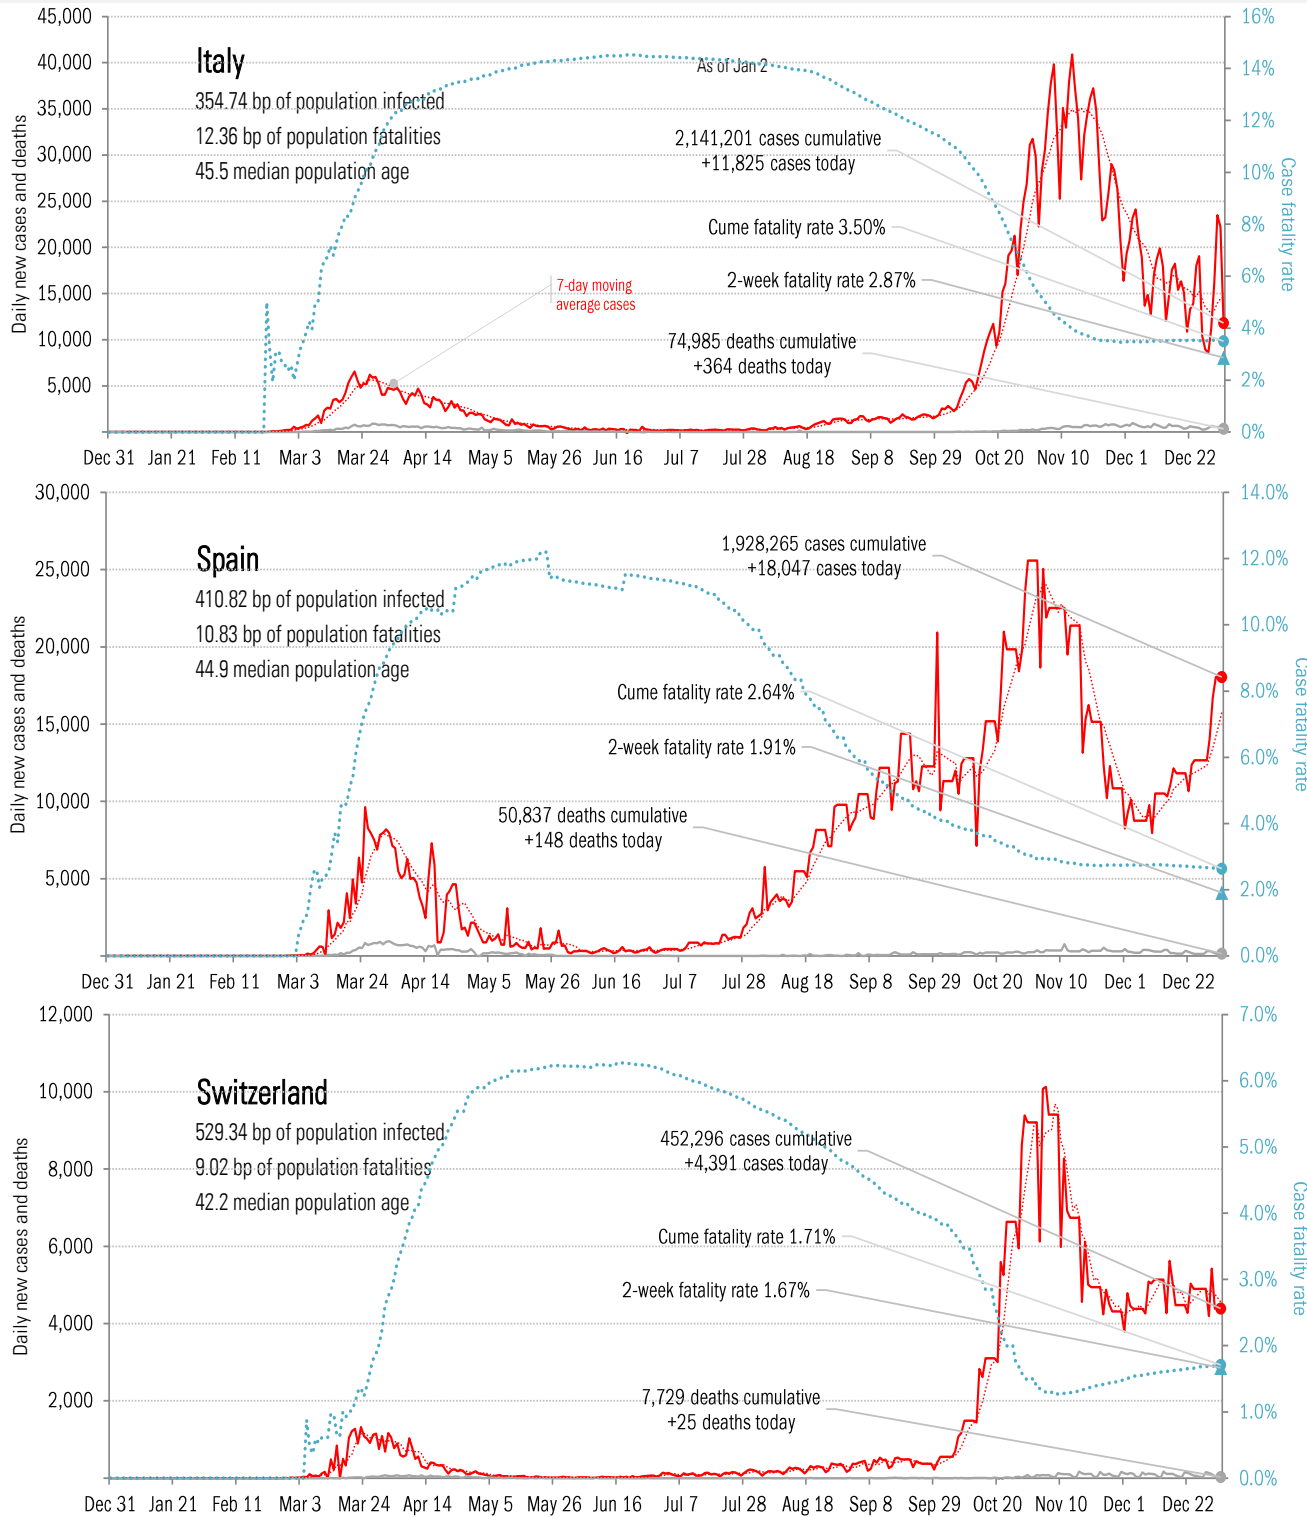 45,000
40,000
35,000
30,000
25,000
20,000
15,000
10,000
5,000
Daily new cases and deaths
16%
14%
12%
10%
8%
6%
4%
2%
0%
Case fatality rate
Italy
354.74 bp of population infected
12.36 bp of population fatalities
45.5 median population age
As of Jan 2
2,141,201 cases cumulative
+11,825 cases today
Cume fatality rate 3.50%
2-week fatality rate 2.87%
7-day moving
average cases
74,985 deaths cumulative
+364 deaths today
Dec 31 Jan 21 Feb 11 Mar 3 Mar 24 Apr 14 May 5 May 26 Jun 16 Jul 7 Jul 28 Aug 18 Sep 8 Sep 29 Oct 20 Nov 10 Dec 1 Dec 22
30,000
25,000
20,000
15,000
10,000
5,000
Daily new cases and deaths
14.0%
12.0%
10.0%
8.0%
6.0%
4.0%
2.0%
0.0%
Case fatality rate
Spain
410.82 bp of population infected
10.83 bp of population fatalities
44.9 median population age
1,928,265 cases cumulative
+18,047 cases today
Cume fatality rate 2.64%
2-week fatality rate 1.91%
50,837 deaths cumulative
+148 deaths today
Dec 31 Jan 21 Feb 11 Mar 3 Mar 24 Apr 14 May 5 May 26 Jun 16 Jul 7 Jul 28 Aug 18 Sep 8 Sep 29 Oct 20 Nov 10 Dec 1 Dec 22
12,000
10,000
8,000
6,000
4,000
2,000
Daily new cases and deaths
7.0%
6.0%
5.0%
4.0%
3.0%
2.0%
1.0%
0.0%
Case fatality rate
Switzerland
529.34 bp of population infected
9.02 bp of population fatalities
42.2 median population age
452,296 cases cumulative
+4,391 cases today
Cume fatality rate 1.71%
2-week fatality rate 1.67%
7,729 deaths cumulative
+25 deaths today
Dec 31 Jan 21 Feb 11 Mar 3 Mar 24 Apr 14 May 5 May 26 Jun 16 Jul 7 Jul 28 Aug 18 Sep 8 Sep 29 Oct 20 Nov 10 Dec 1 Dec 22